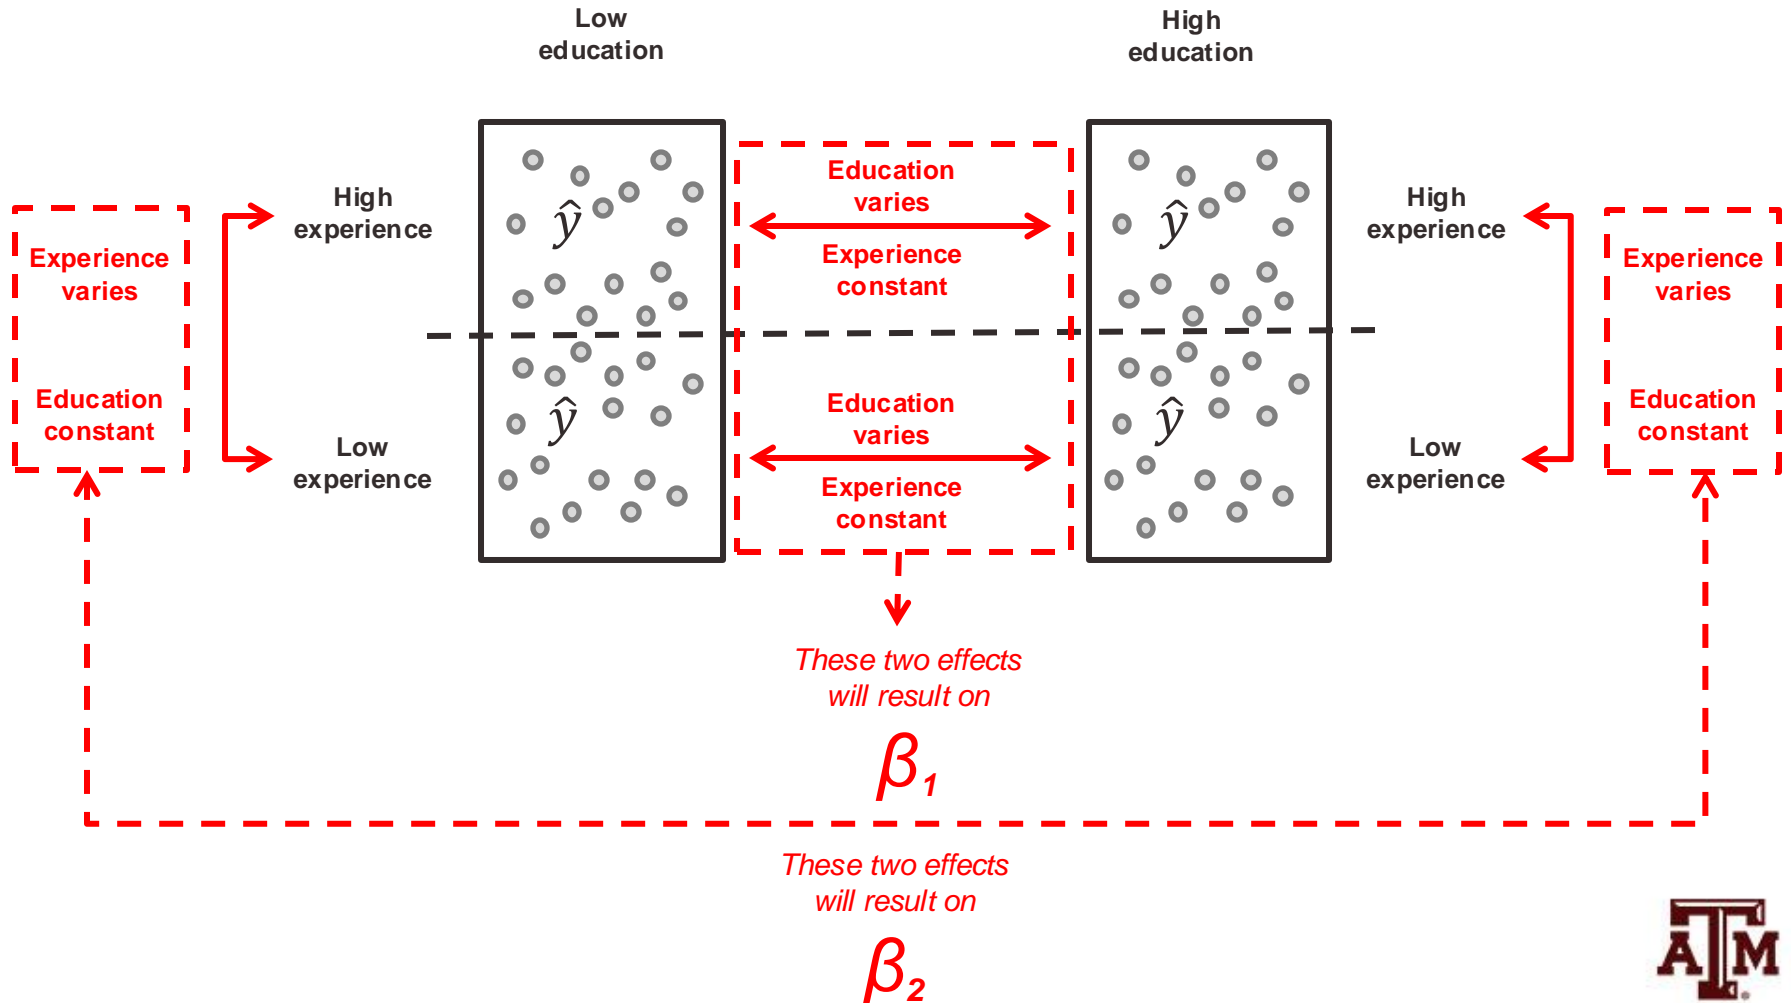 Low
education
High
education
High
experience
Low
experience
Experience
varies
Education
constant
ŷ
ŷ
Education
varies
Experience
constant
Education
varies
Experience
constant
ŷ
ŷ
High
experience
Low
experience
Experience
varies
Education
constant
These two effects
will result on
β1
These two effects
will result on
β2
ATM